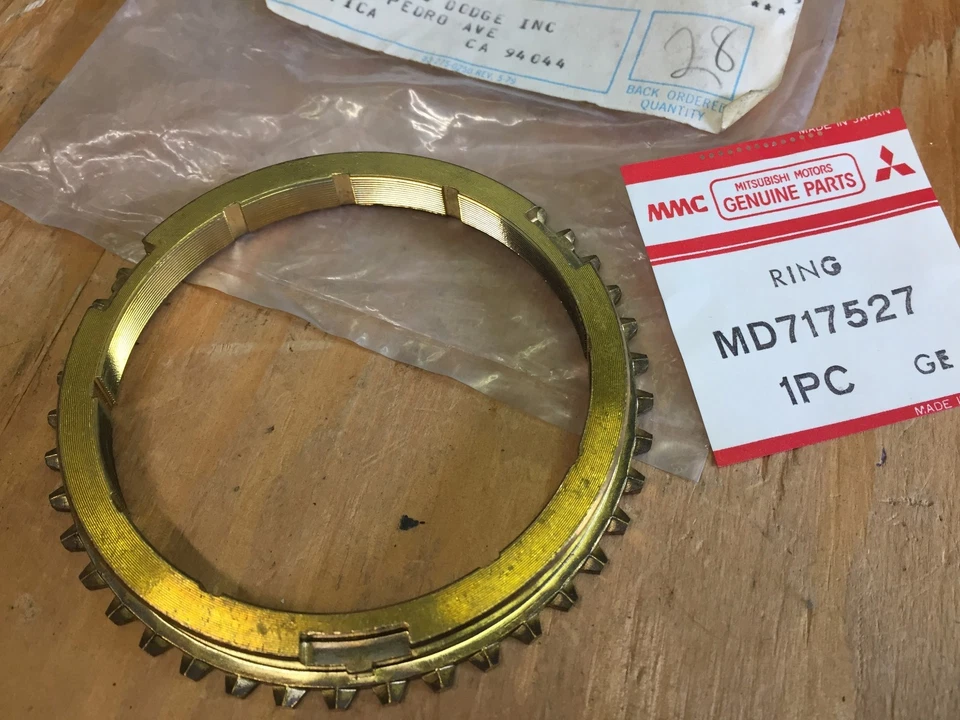 DODGE INC
PEDRO AVE
CA 94044
28
BACK ORDERED
QUANTITY
***
MADE IN JAPAN
MMC
MITSUBISHI MOTORS
GENUINE PARTS
RING
MD717527
1PC GE
MADE